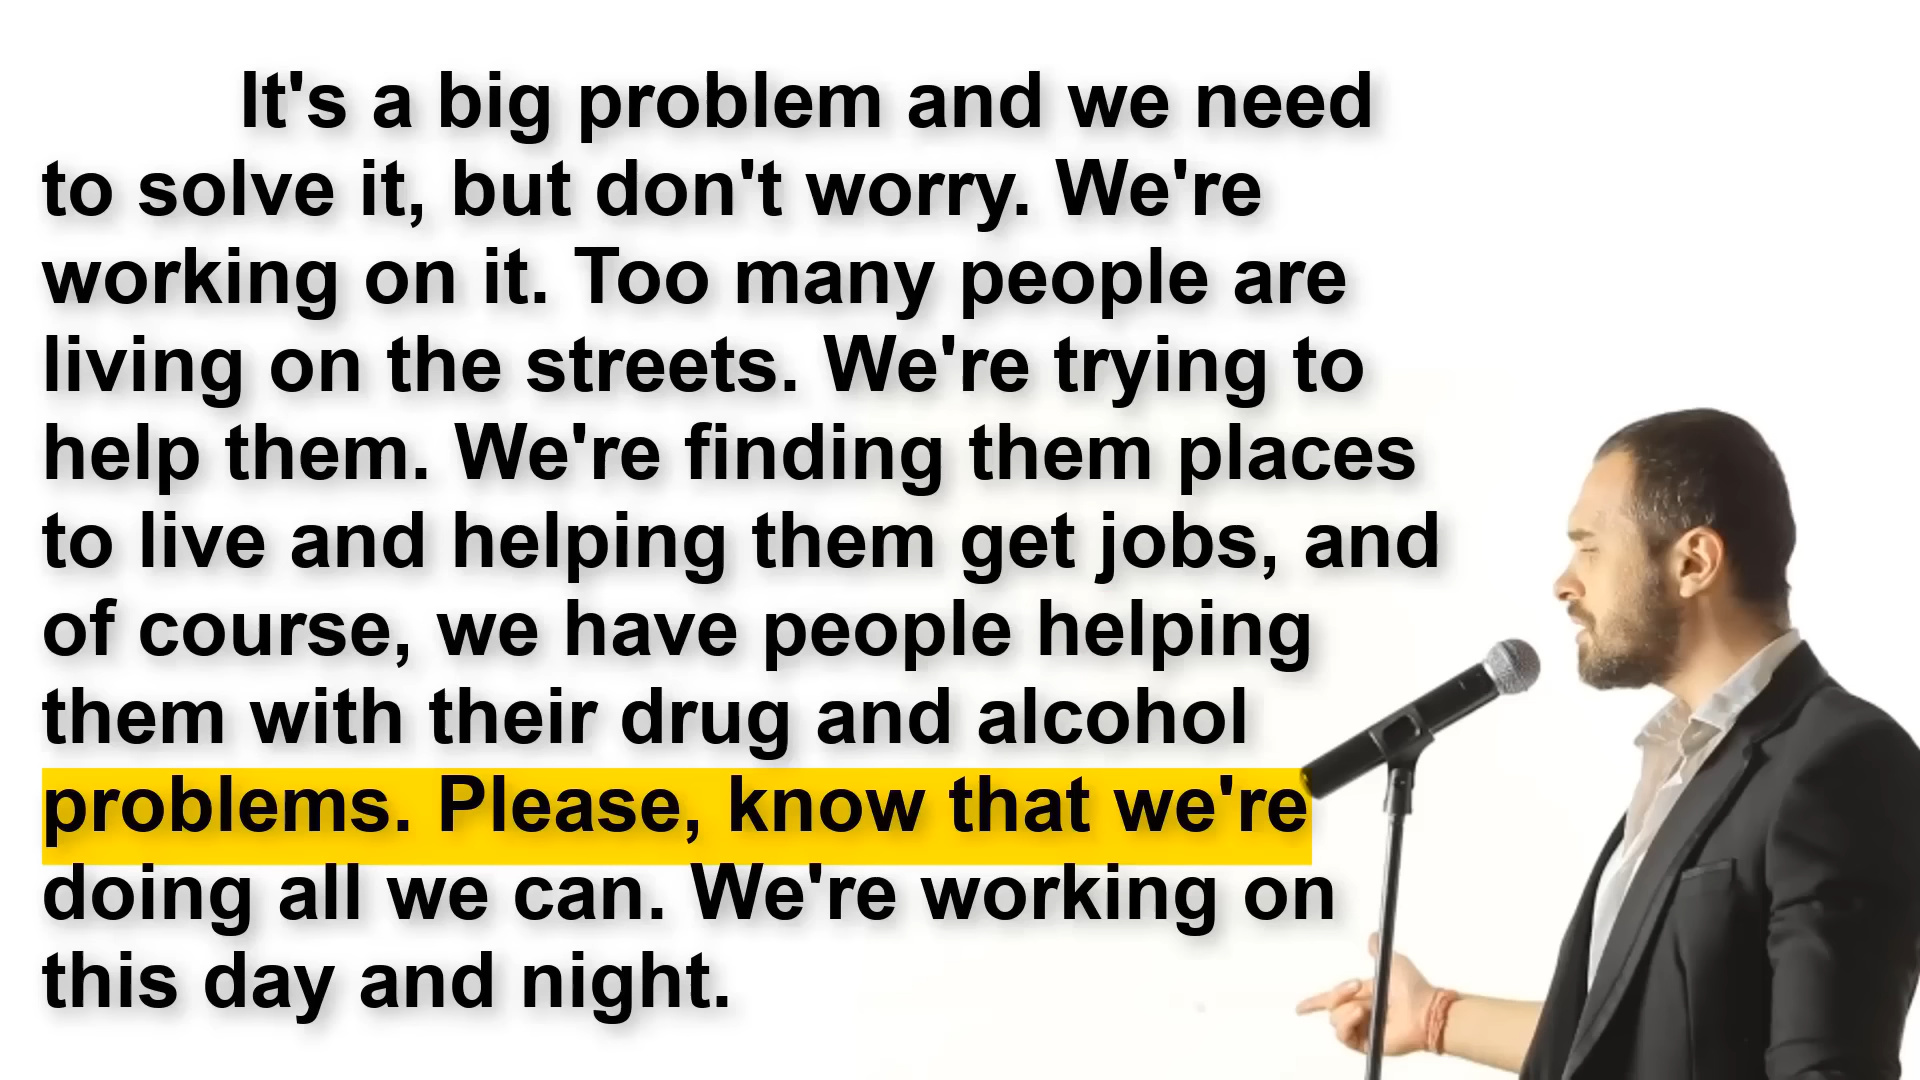 It's a big problem and we need
to solve it, but don't worry. We're
working on it. Too many people are
living on the streets. We're trying to
help them. We're finding them places
to live and helping them get jobs, and
of course, we have people helping
them with their drug and alcohol
problems. Please, know that we're
doing all we can. We're working on
this day and night.